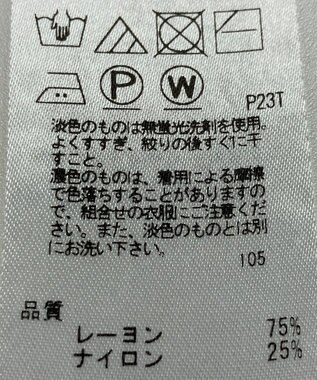 P
W
P23T
淡色のものは無蛍光洗剤を使用。
よくすすぎ、絞りの後すぐに干
すこと。
濃色のものは、着用による摩擦
で色落ちすることがありますの
で、組合せの衣服にご注意くだ
さい。また、淡色のものとは別
にお洗い下さい。
105
品質
レーヨン 75%
ナイロン 25%